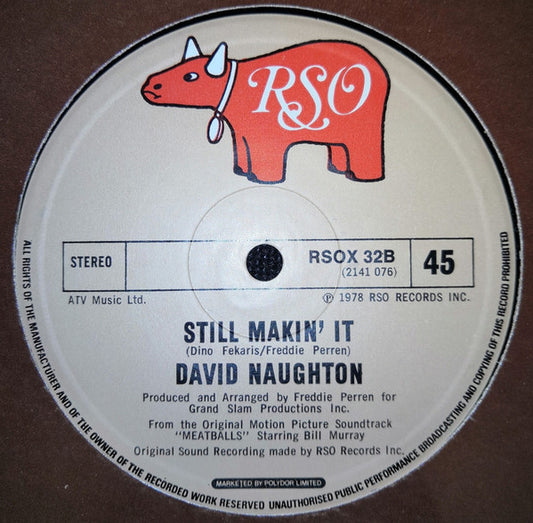 RSO
STEREO
RSOX 32B
(2141 076)
45
ATV Music Ltd.
℗ 1978 RSO RECORDS INC.
STILL MAKIN' IT
(Dino Fekaris/Freddie Perren)
DAVID NAUGHTON
Produced and Arranged by Freddie Perren for
Grand Slam Productions Inc.
From the Original Motion Picture Soundtrack
"MEATBALLS" Starring Bill Murray
Original Sound Recording made by RSO Records Inc.
MARKETED BY POLYDOR LIMITED
ALL RIGHTS OF THE MANUFACTURER AND OF THE OWNER OF THE RECORDED WORK RESERVED UNAUTHORISED PUBLIC PERFORMANCE BROADCASTING AND COPYING OF THIS RECORD PROHIBITED